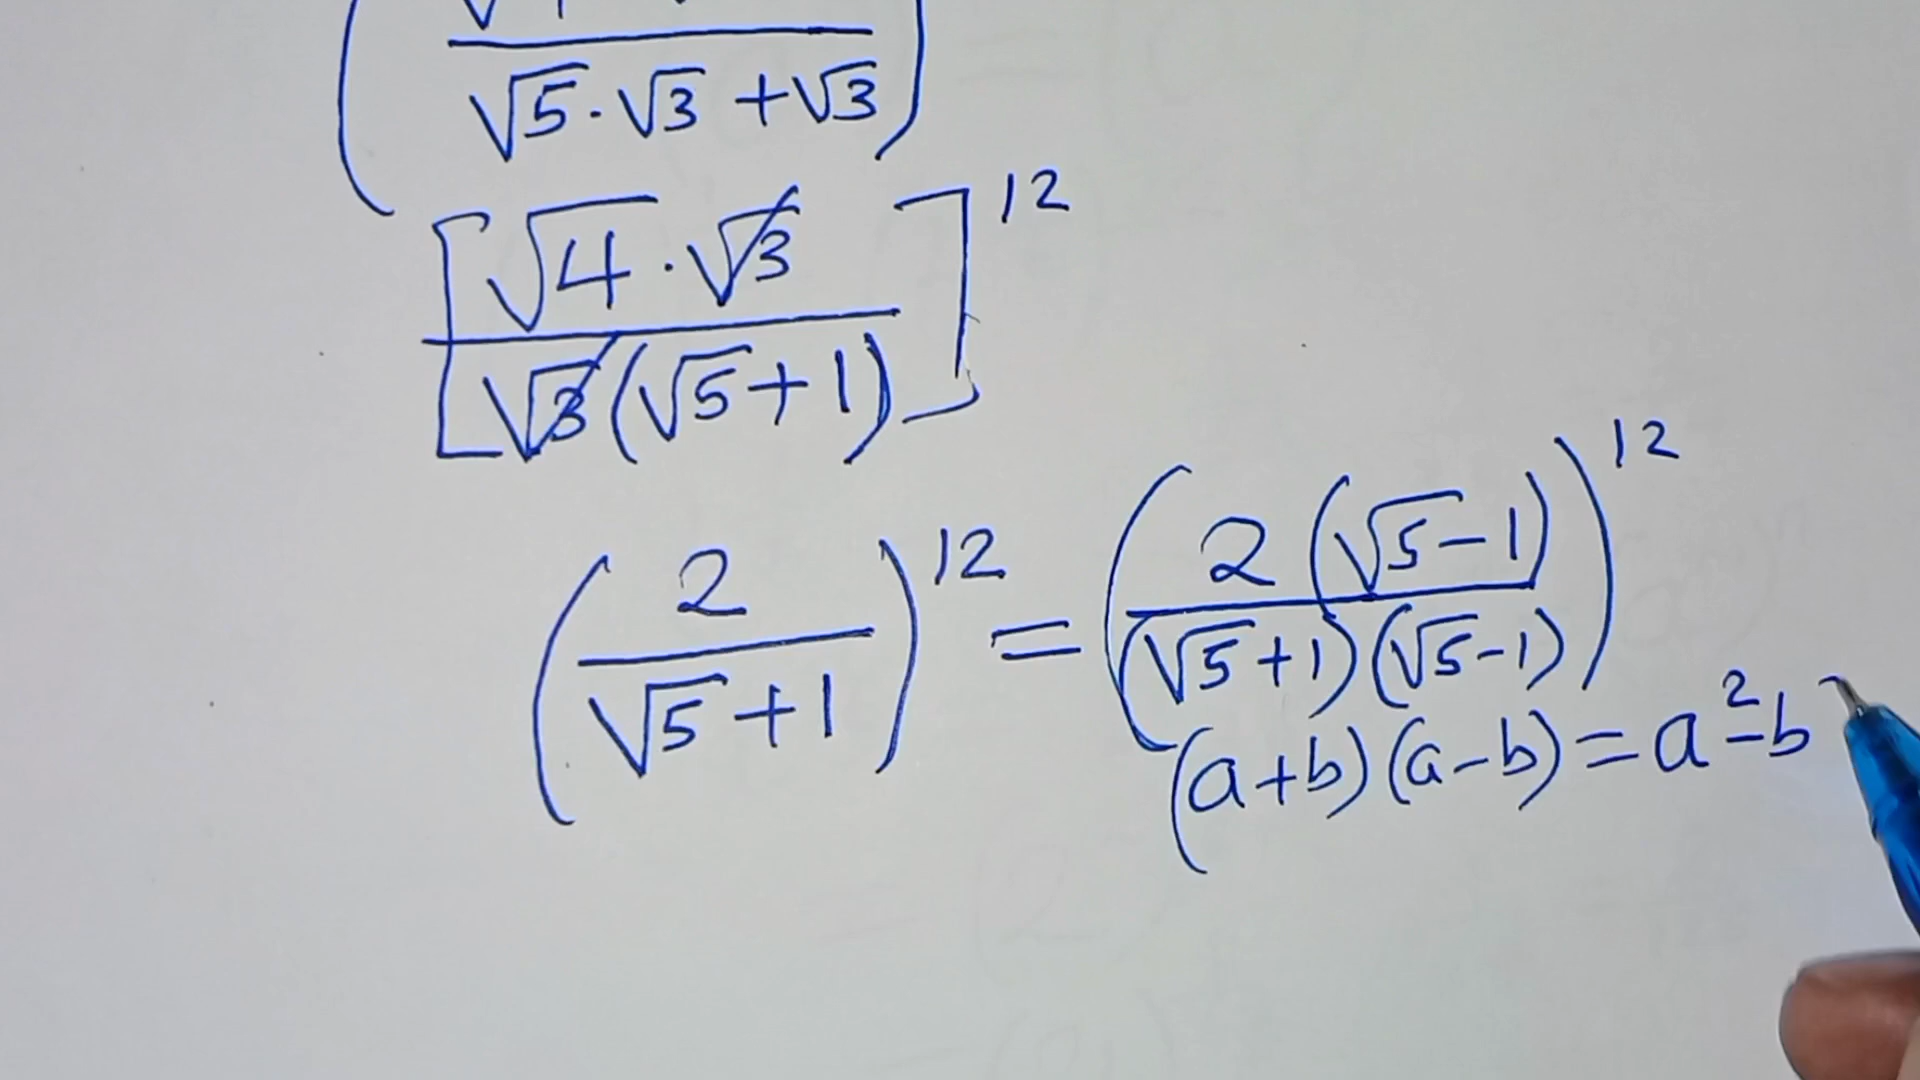 √5·√3+√3
[√4·√3 / √3(√5+1)]^12
(2/(√5+1))^12 = (2(√5-1)/((√5+1)(√5-1)))^12
(a+b)(a-b)=a²-b